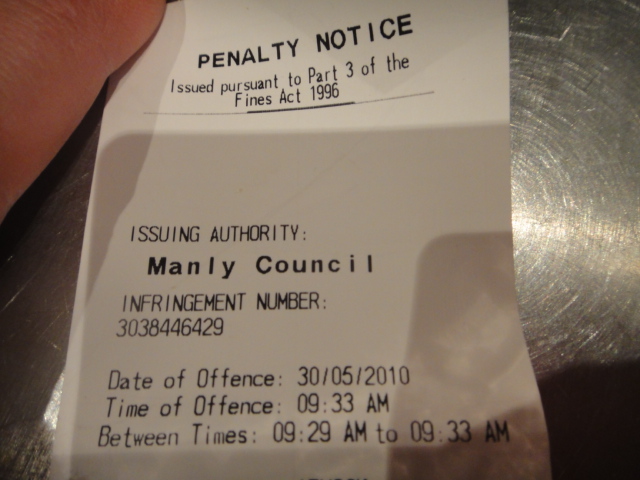 PENALTY NOTICE
Issued pursuant to Part 3 of the
Fines Act 1996
ISSUING AUTHORITY:
Manly Council
INFRINGEMENT NUMBER:
3038446429
Date of Offence: 30/05/2010
Time of Offence: 09:33 AM
Between Times: 09:29 AM to 09:33 AM